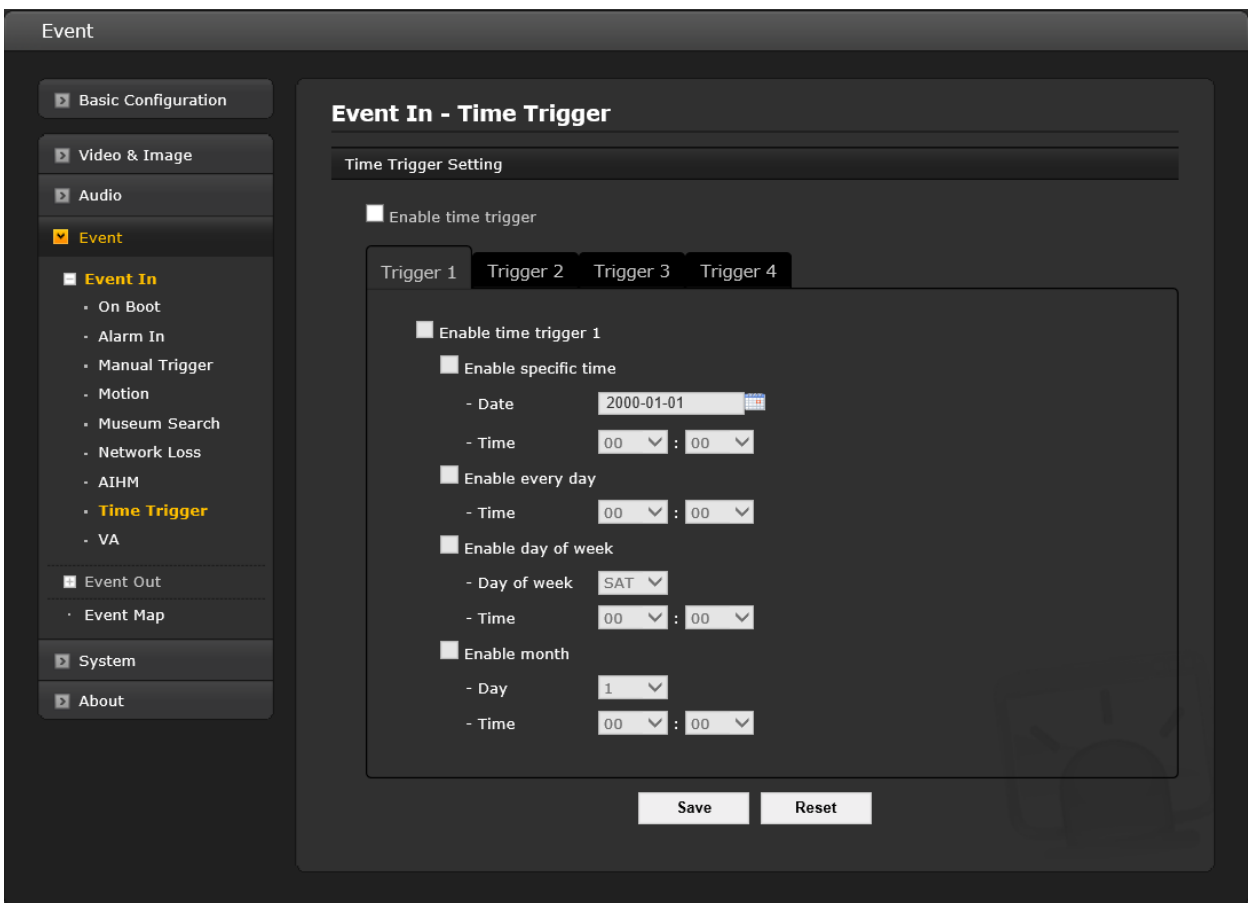 Event
Basic Configuration
Video & Image
Audio
Event
Event In
On Boot
Alarm In
Manual Trigger
Motion
Museum Search
Network Loss
AIHM
Time Trigger
VA
Event Out
Event Map
System
About
Event In - Time Trigger
Time Trigger Setting
Enable time trigger
Trigger 1 Trigger 2 Trigger 3 Trigger 4
Enable time trigger 1
Enable specific time
- Date 2000-01-01
- Time 00 : 00
Enable every day
- Time 00 : 00
Enable day of week
- Day of week SAT
- Time 00 : 00
Enable month
- Day 1
- Time 00 : 00
Save Reset